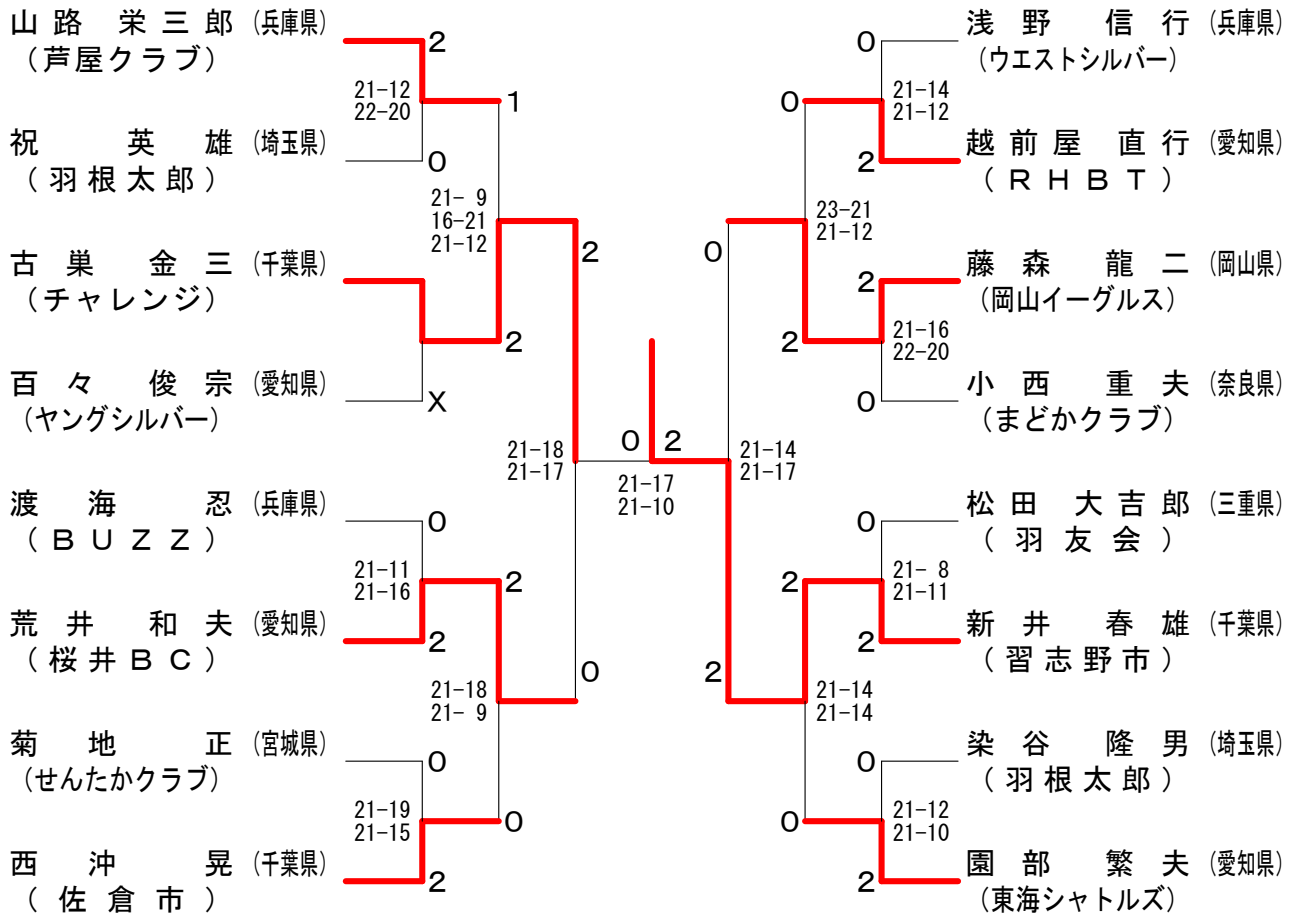 山路 栄三郎 (兵庫県)
(芦屋クラブ)
2
21-12
22-20
1
祝 英雄 (埼玉県)
(羽根太郎)
0
21- 9
16-21
21-12
2
古巣 金三 (千葉県)
(チャレンジ)
2
百々 俊宗 (愛知県)
(ヤングシルバー)
X
21-18
21-17
0 2
21-17
21-10
渡海 忍 (兵庫県)
(BUZZ)
0
21-11
21-16
2
荒井 和夫 (愛知県)
(桜井BC)
2
21-18
21- 9
0
菊地 正 (宮城県)
(せんたかクラブ)
0
21-19
21-15
0
西沖 晃 (千葉県)
(佐倉市)
2
浅野 信行 (兵庫県)
(ウエストシルバー)
0
21-14
21-12
0
越前屋 直行 (愛知県)
(RHBT)
2
23-21
21-12
0
藤森 龍二 (岡山県)
(岡山イーグルス)
2
21-16
22-20
2
小西 重夫 (奈良県)
(まどかクラブ)
0
21-14
21-17
松田 大吉郎 (三重県)
(羽友会)
0
21- 8
21-11
2
新井 春雄 (千葉県)
(習志野市)
2
21-14
21-14
2
染谷 隆男 (埼玉県)
(羽根太郎)
0
21-12
21-10
0
園部 繁夫 (愛知県)
(東海シャトルズ)
2